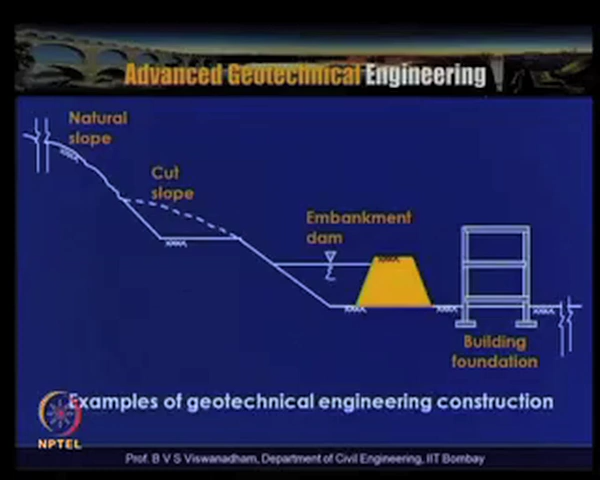 Advanced Geotechnical Engineering
Natural
slope
Cut
slope
Embankment
dam
Building
foundation
Examples of geotechnical engineering construction
NPTEL
Prof. B V S Viswanadham, Department of Civil Engineering, IIT Bombay